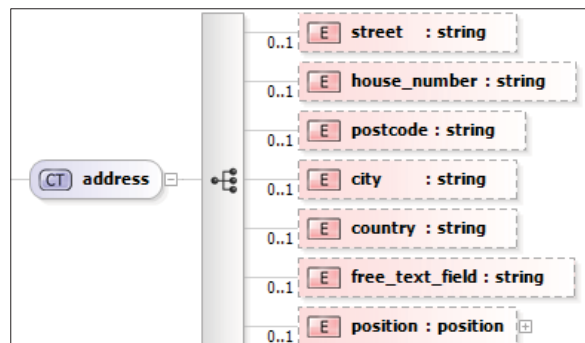 E street : string
0..1
E house_number : string
0..1
E postcode : string
0..1
CT address
E city : string
0..1
E country : string
0..1
E free_text_field : string
0..1
E position : position
0..1